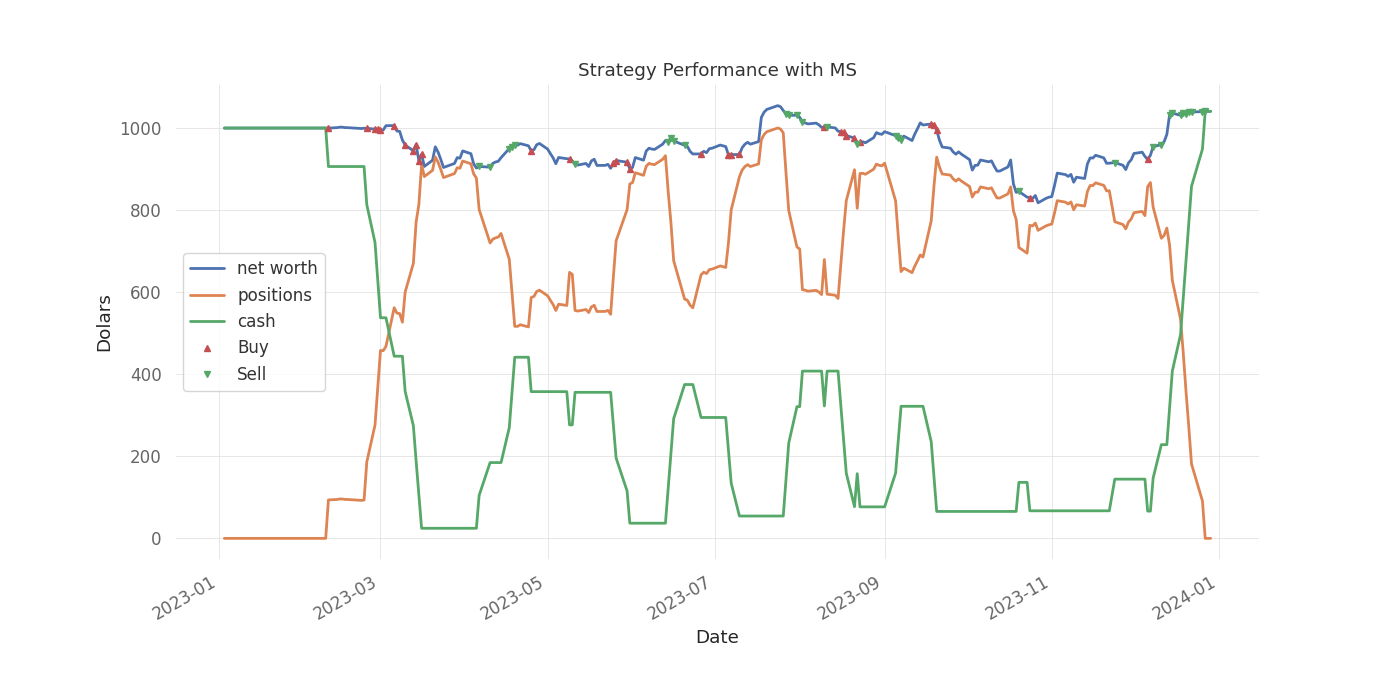 Strategy Performance with MS
1000
800
600
400
200
0
Dolars
net worth
positions
cash
Buy
Sell
2023-01
2023-03
2023-05
2023-07
2023-09
2023-11
2024-01
Date